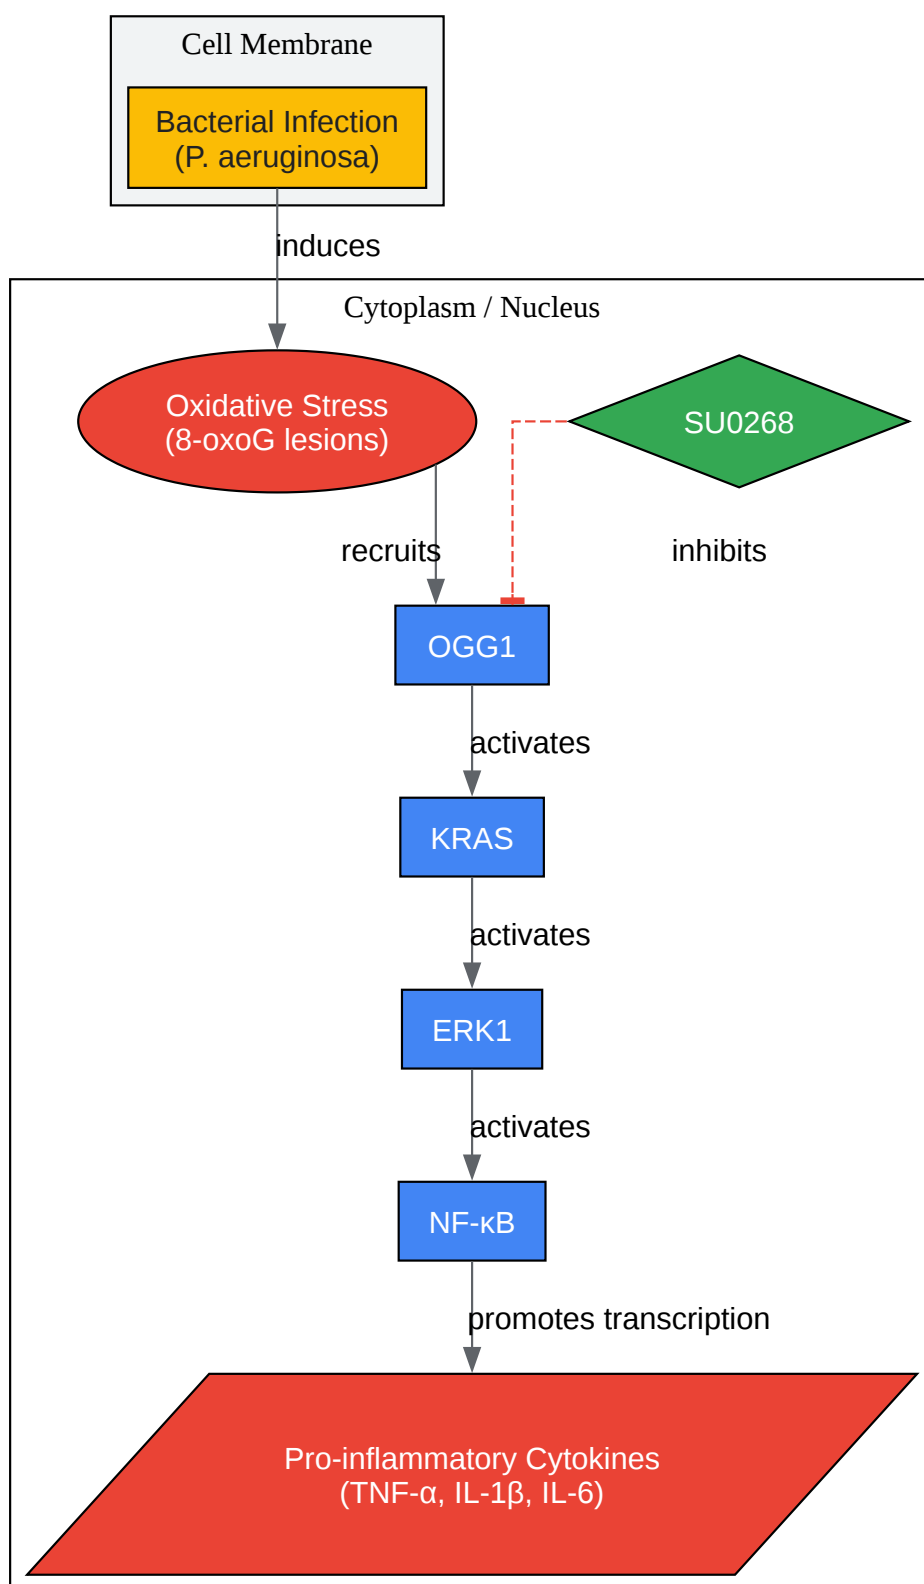 Cell Membrane
Bacterial Infection
(P. aeruginosa)
induces
Cytoplasm / Nucleus
Oxidative Stress
(8-oxoG lesions)
SU0268
recruits
inhibits
OGG1
activates
KRAS
activates
ERK1
activates
NF-κB
promotes transcription
Pro-inflammatory Cytokines
(TNF-α, IL-1β, IL-6)